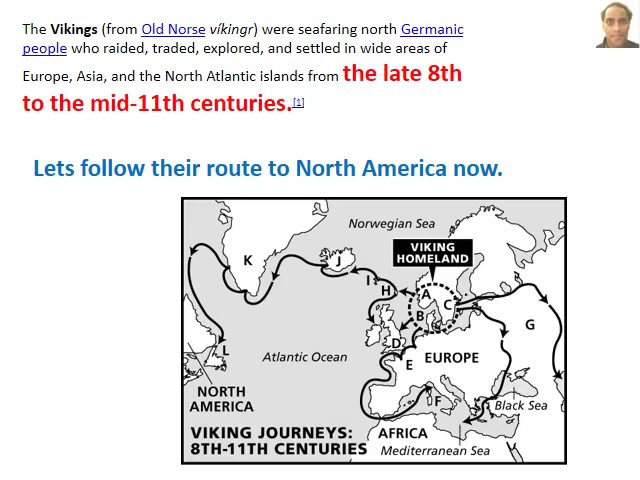 The Vikings (from Old Norse víkingr) were seafaring north Germanic
people who raided, traded, explored, and settled in wide areas of
Europe, Asia, and the North Atlantic islands from the late 8th
to the mid-11th centuries.[1]
Lets follow their route to North America now.
Norwegian Sea
VIKING
HOMELAND
K
J
I
H
A
B
C
G
L
D
E
F
Atlantic Ocean
EUROPE
NORTH
AMERICA
Black Sea
VIKING JOURNEYS:
8TH-11TH CENTURIES
AFRICA
Mediterranean Sea